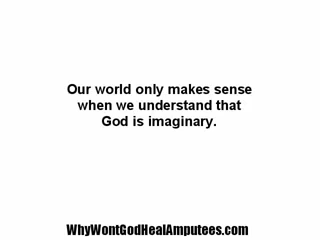 Our world only makes sense
when we understand that
God is imaginary.
WhyWontGodHealAmputees.com